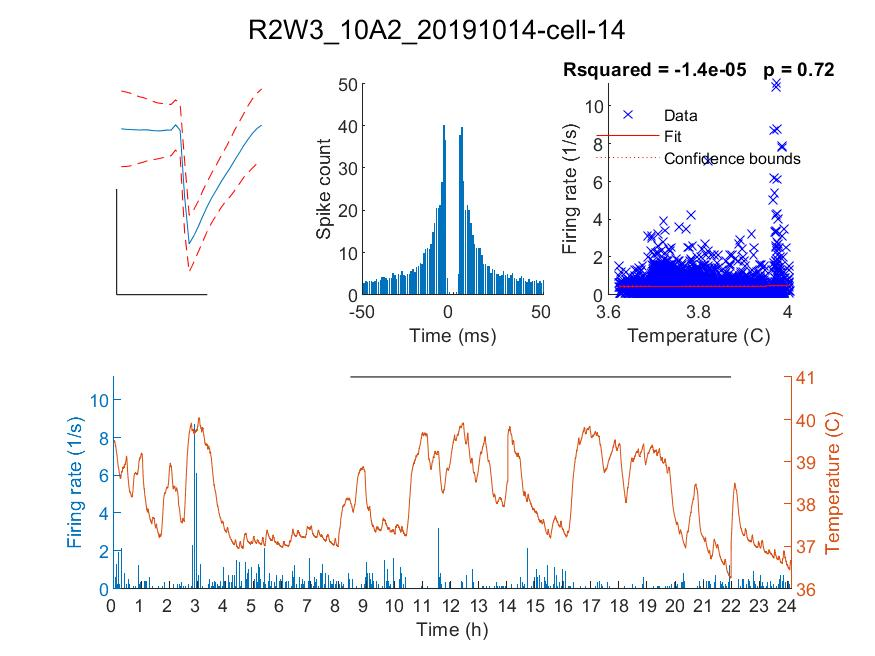 R2W3_10A2_20191014-cell-14
Rsquared = -1.4e-05 p = 0.72
50
40
30
20
10
0
Spike count
-50
0
50
Time (ms)
10
8
6
4
2
0
Firing rate (1/s)
Data
Fit
Confidence bounds
3.6
3.8
4
Temperature (C)
10
8
6
4
2
0
Firing rate (1/s)
41
40
39
38
37
36
Temperature (C)
0 1 2 3 4 5 6 7 8 9 10 11 12 13 14 15 16 17 18 19 20 21 22 23 24
Time (h)